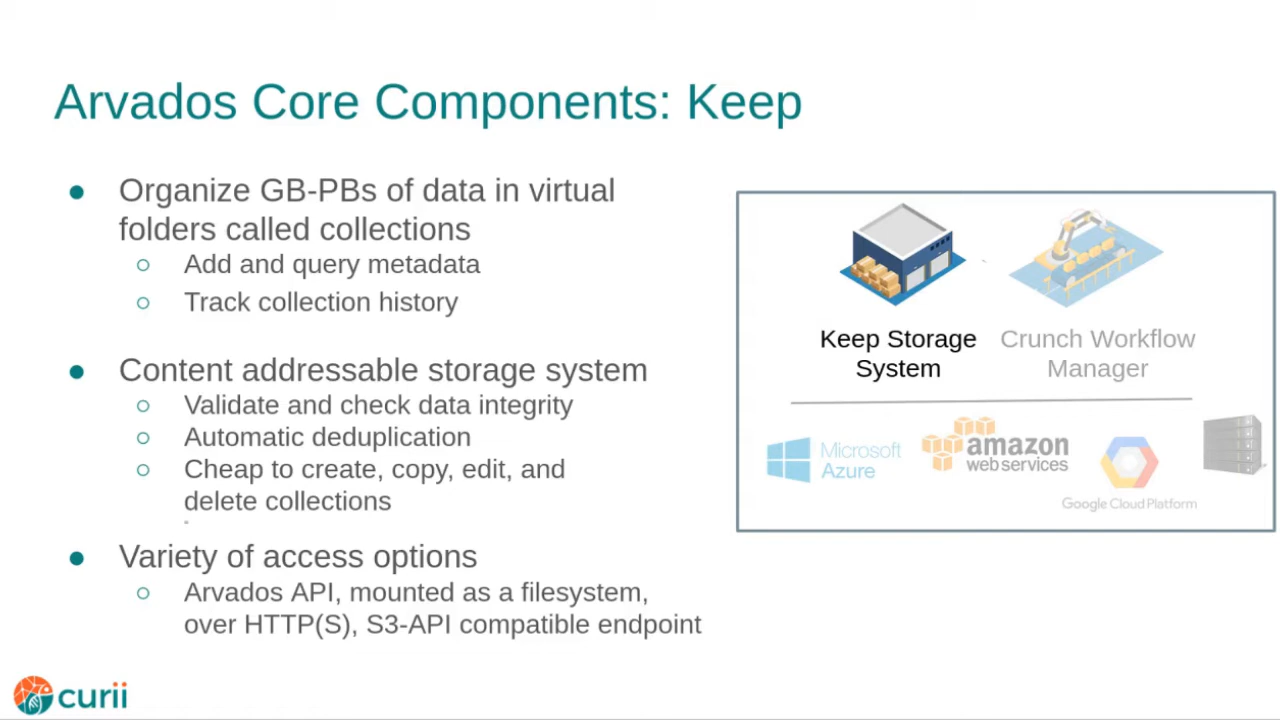 Arvados Core Components: Keep
Organize GB-PBs of data in virtual
folders called collections
Add and query metadata
Track collection history
Content addressable storage system
Validate and check data integrity
Automatic deduplication
Cheap to create, copy, edit, and
delete collections
Variety of access options
Arvados API, mounted as a filesystem,
over HTTP(S), S3-API compatible endpoint
Keep Storage
System
Crunch Workflow
Manager
Microsoft
Azure
amazon
webservices
Google Cloud Platform
curii